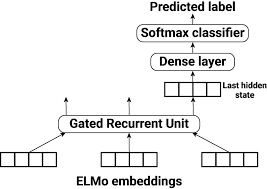 Predicted label
Softmax classifier
Dense layer
Last hidden
state
Gated Recurrent Unit
ELMo embeddings